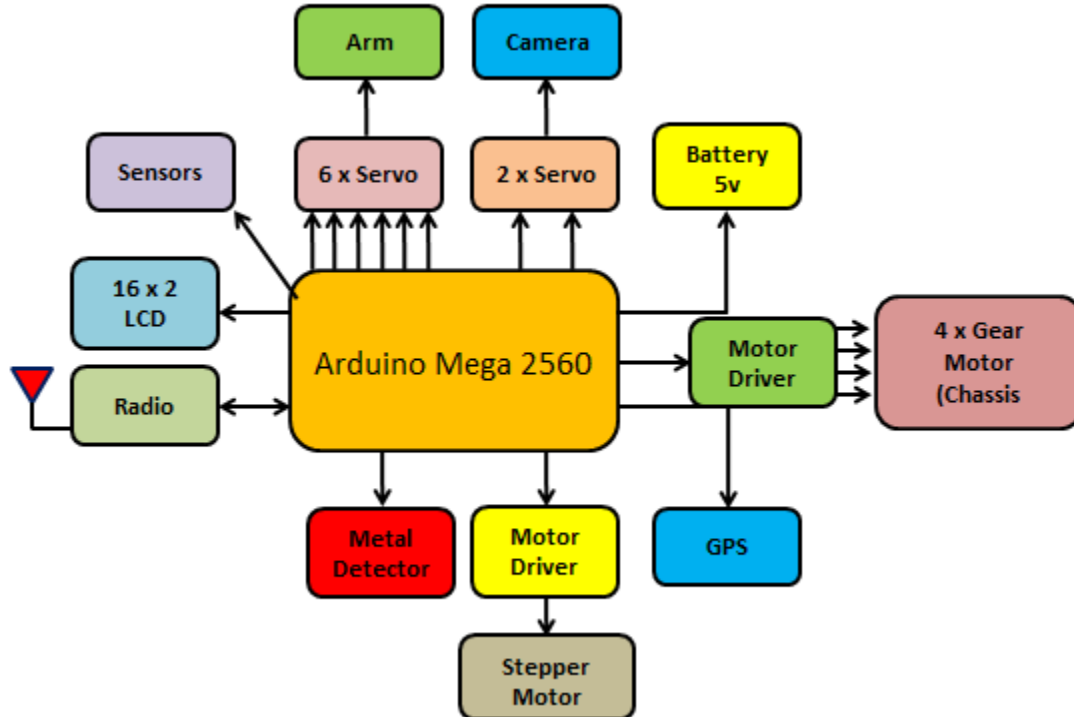 Arm
Camera
Sensors
6 x Servo
2 x Servo
Battery
5v
16 x 2
LCD
Arduino Mega 2560
Motor
Driver
4 x Gear
Motor
(Chassis
Radio
Metal
Detector
Motor
Driver
GPS
Stepper
Motor